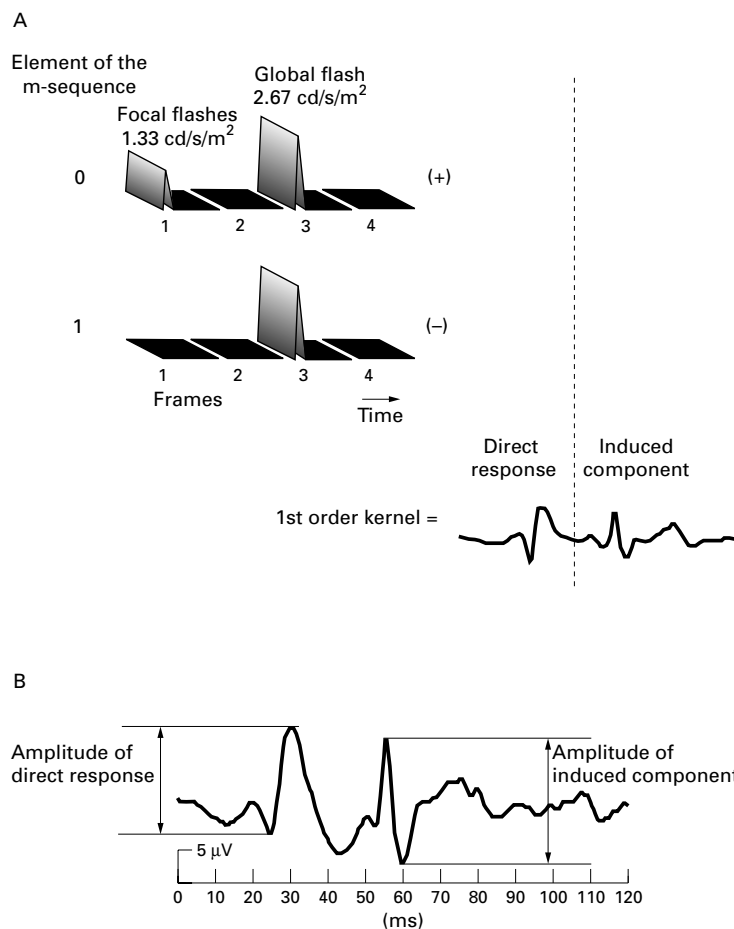 A
Element of the
m-sequence
Focal flashes
1.33 cd/s/m2
Global flash
2.67 cd/s/m2
0
(+)
1 2 3 4
1
(–)
1 2 3 4
Frames
Time
Direct
response
Induced
component
1st order kernel =
B
Amplitude of
direct response
Amplitude of
induced component
5 μV
0 10 20 30 40 50 60 70 80 90 100 110 120
(ms)